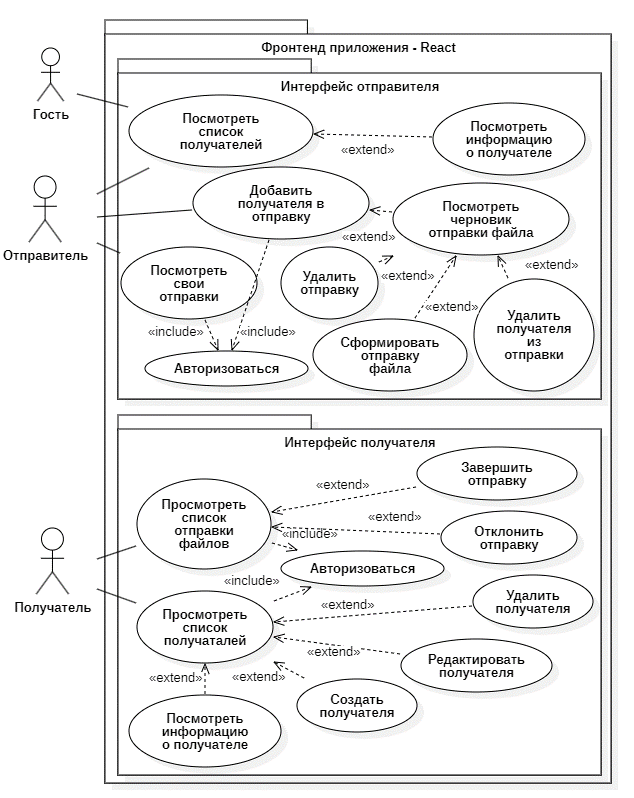 Фронтенд приложения - React
Интерфейс отправителя
Гость
Посмотреть
список
получателей
«extend»
Посмотреть
информацию
о получателе
Отправитель
Добавить
получателя в
отправку
«extend»
Посмотреть
черновик
отправки файла
Посмотреть
свои
отправки
Удалить
отправку
«extend»
«extend»
«extend»
Удалить
получателя
из
отправки
«include»
«include»
Сформировать
отправку
файла
Авторизоваться
Интерфейс получателя
Завершить
отправку
«extend»
Просмотреть
список
отправки
файлов
«extend»
Отклонить
отправку
«include»
Авторизоваться
Получатель
«include»
Удалить
получателя
«extend»
Просмотреть
список
получаталей
«extend»
Редактировать
получателя
«extend»
«extend»
Создать
получателя
Посмотреть
информацию
о получателе